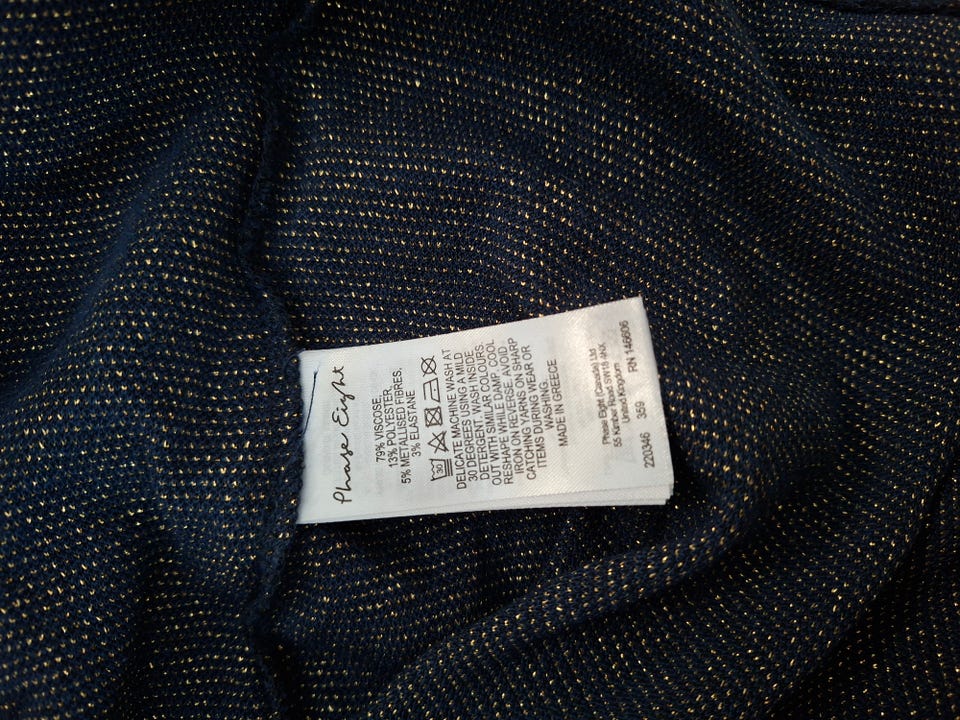 Phase Eight
79% VISCOSE,
13% POLYESTER,
5% METALLISED FIBRES,
3% ELASTANE
30
DELICATE MACHINE WASH AT
30 DEGREES USING A MILD
DETERGENT. WASH INSIDE
OUT WITH SIMILAR COLOURS.
RESHAPE WHILE DAMP. COOL
IRON ON REVERSE. AVOID
CATCHING YARNS ON SHARP
ITEMS DURING WEAR OR
WASHING.
MADE IN GREECE
Phase Eight (Canada) Ltd
55 Kimber Road SW18 4NX
United Kingdom
220346 359 RN 146606